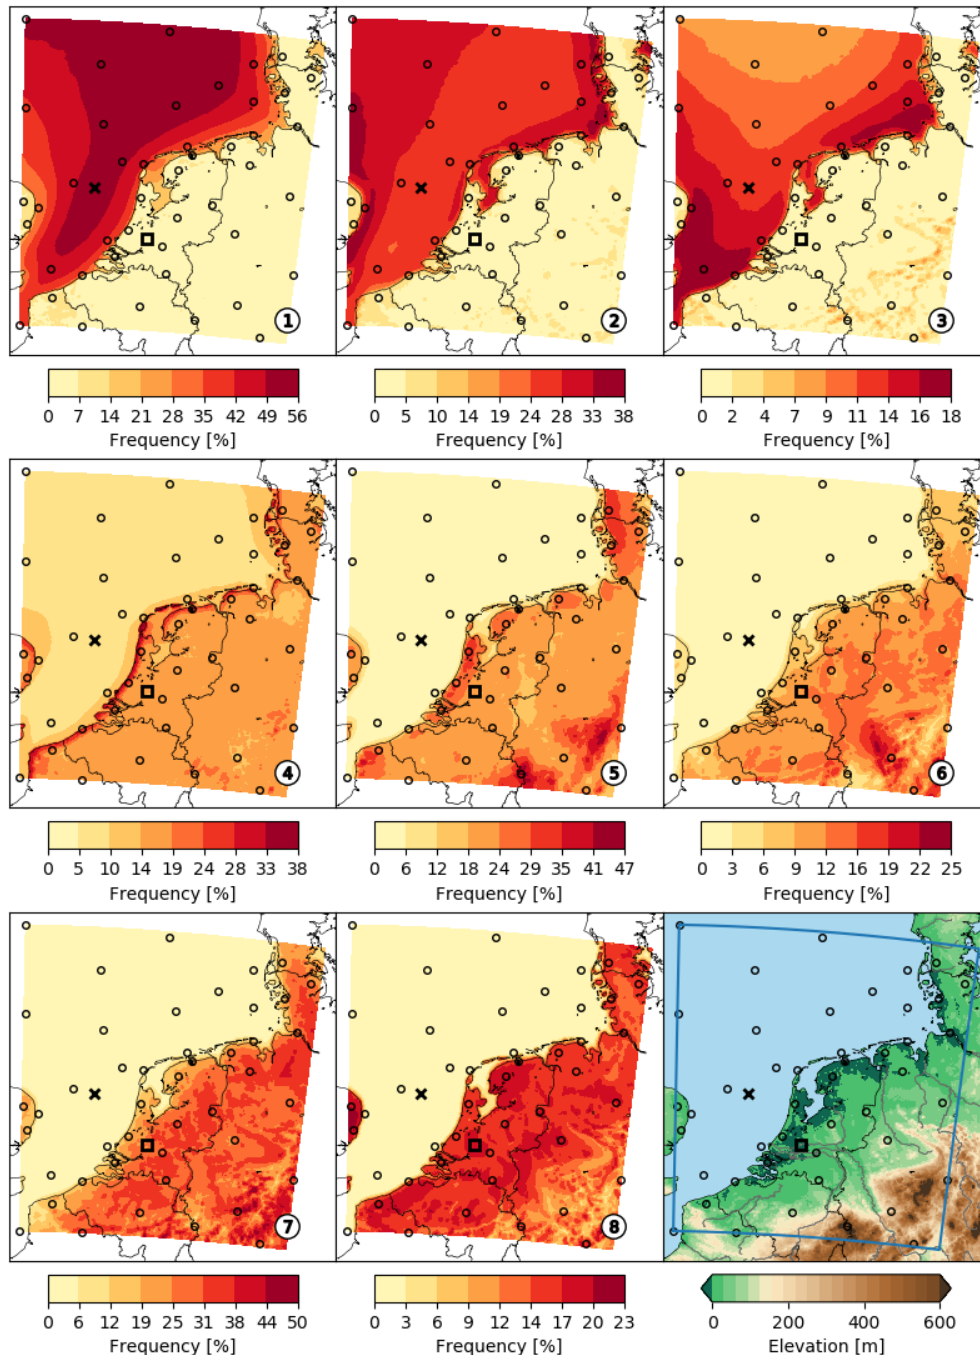 1 2 3
0 7 14 21 28 35 42 49 56
Frequency [%]
0 5 10 14 19 24 28 33 38
Frequency [%]
0 2 4 7 9 11 13 16 18
Frequency [%]
4 5 6
0 5 10 14 19 24 28 33 38
Frequency [%]
0 6 12 18 24 29 35 41 47
Frequency [%]
0 3 6 9 12 16 19 22 25
Frequency [%]
7 8
0 6 12 19 25 31 38 44 50
Frequency [%]
0 3 6 9 12 14 17 20 23
Frequency [%]
0 200 400 600
Elevation [m]